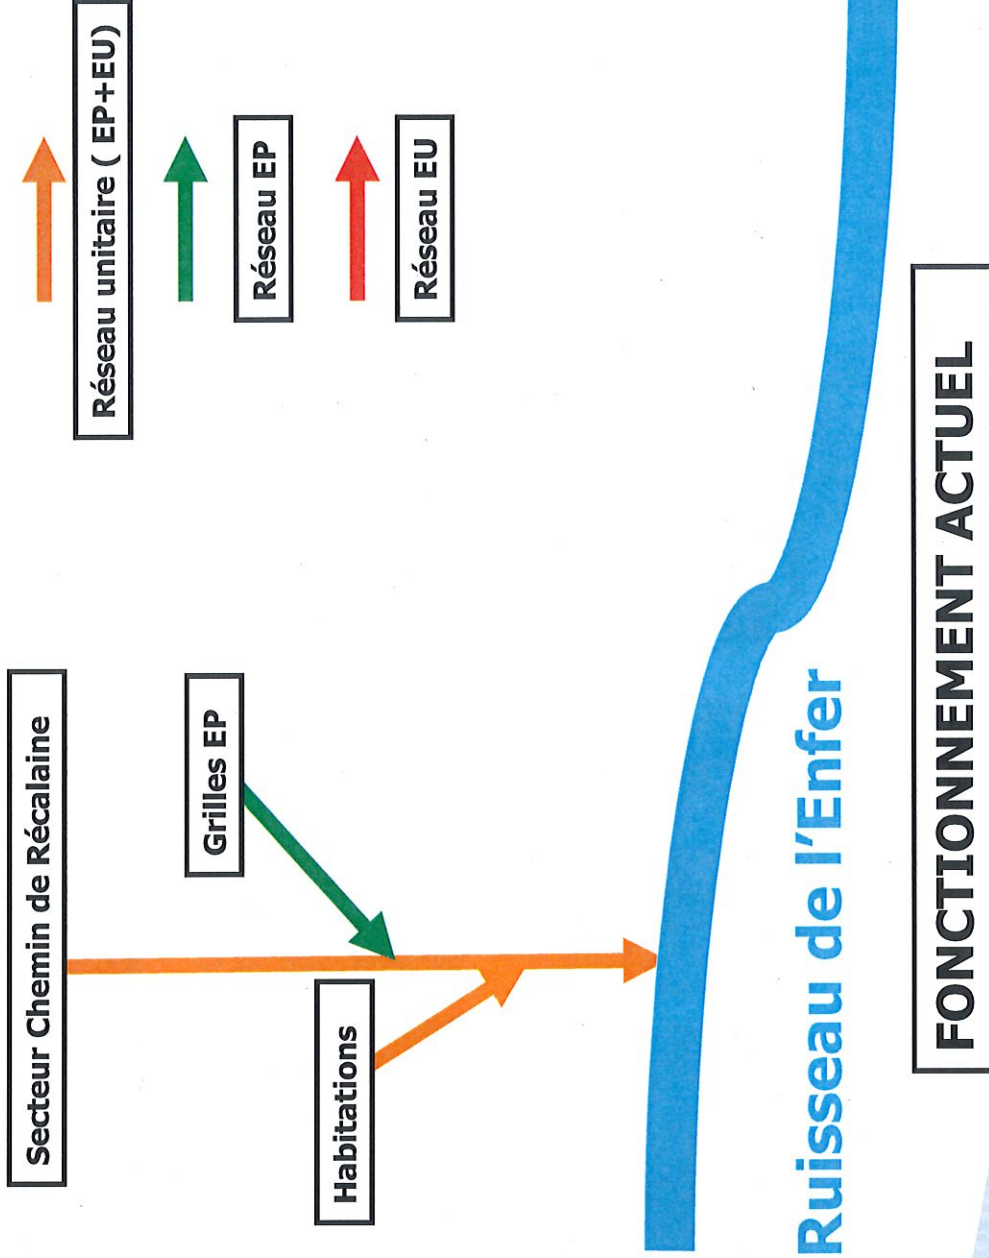 Secteur Chemin de Récalaine
Grilles EP
Habitations
Réseau unitaire ( EP+EU)
Réseau EP
Réseau EU
Ruisseau de l'Enfer
FONCTIONNEMENT ACTUEL